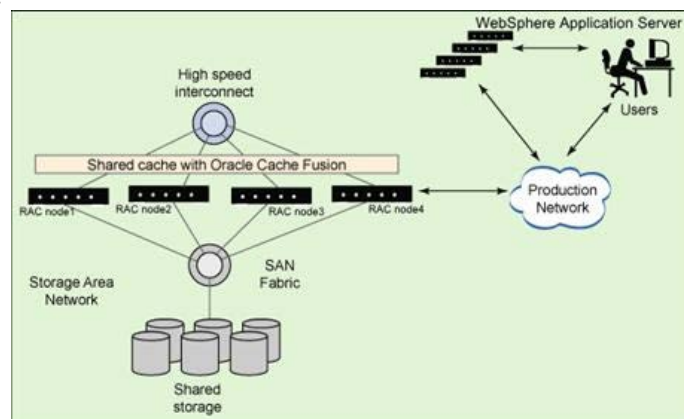 WebSphere Application Server
High speed
interconnect
Users
Shared cache with Oracle Cache Fusion
RAC node1
RAC node2
RAC node3
RAC node4
Production
Network
Storage Area
Network
SAN
Fabric
Shared
storage